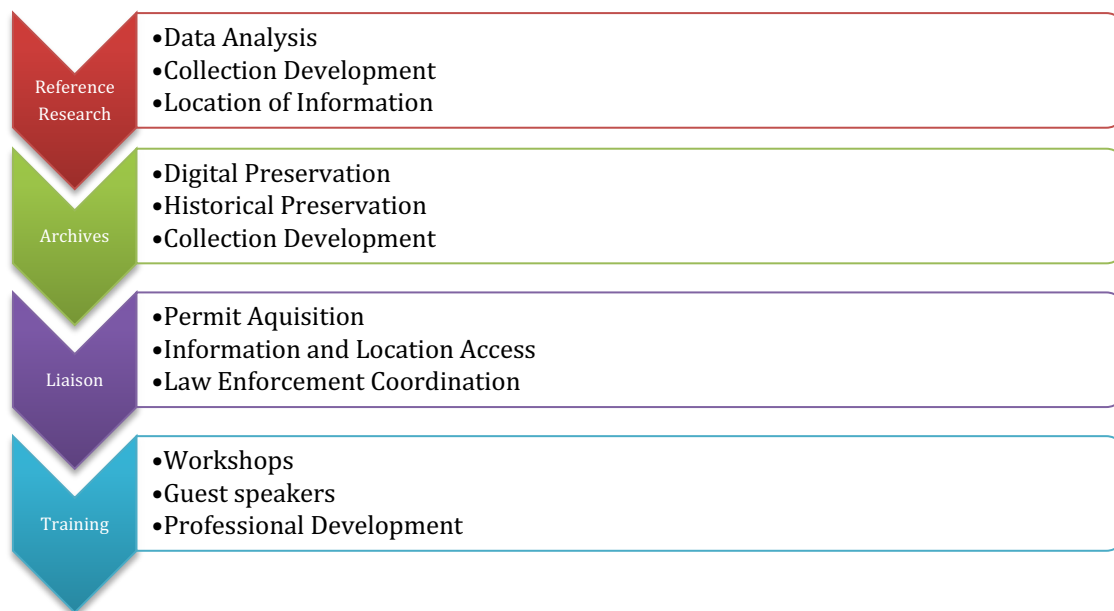 Reference
Research
•Data Analysis
•Collection Development
•Location of Information
Archives
•Digital Preservation
•Historical Preservation
•Collection Development
Liaison
•Permit Aquisition
•Information and Location Access
•Law Enforcement Coordination
Training
•Workshops
•Guest speakers
•Professional Development